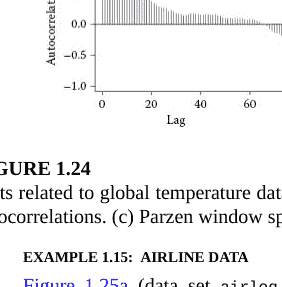 Autocorrelat
0.0
−0.5
−1.0
0 20 40 60
Lag
GURE 1.24
ts related to global temperature dat
ocorrelations. (c) Parzen window sp
EXAMPLE 1.15: AIRLINE DATA
Figure 1.25a (data set airlog